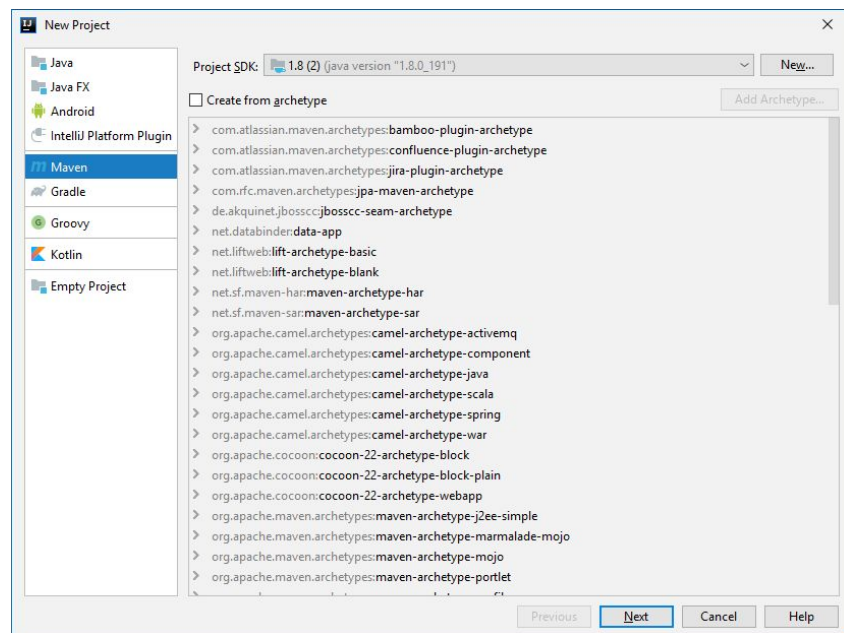 New Project
Java
Java FX
Android
IntelliJ Platform Plugin
Maven
Gradle
Groovy
Kotlin
Empty Project
Project SDK: 1.8 (2) (java version "1.8.0_191") New...
Create from archetype Add Archetype...
com.atlassian.maven.archetypes:bamboo-plugin-archetype
com.atlassian.maven.archetypes:confluence-plugin-archetype
com.atlassian.maven.archetypes:jira-plugin-archetype
com.rfc.maven.archetypes:jpa-maven-archetype
de.akquinet.jbosscc:jbosscc-seam-archetype
net.databinder:data-app
net.liftweb:lift-archetype-basic
net.liftweb:lift-archetype-blank
net.sf.maven-har:maven-archetype-har
net.sf.maven-sar:maven-archetype-sar
org.apache.camel.archetypes:camel-archetype-activemq
org.apache.camel.archetypes:camel-archetype-component
org.apache.camel.archetypes:camel-archetype-java
org.apache.camel.archetypes:camel-archetype-scala
org.apache.camel.archetypes:camel-archetype-spring
org.apache.camel.archetypes:camel-archetype-war
org.apache.cocoon:cocoon-22-archetype-block
org.apache.cocoon:cocoon-22-archetype-block-plain
org.apache.cocoon:cocoon-22-archetype-webapp
org.apache.maven.archetypes:maven-archetype-j2ee-simple
org.apache.maven.archetypes:maven-archetype-marmalade-mojo
org.apache.maven.archetypes:maven-archetype-mojo
org.apache.maven.archetypes:maven-archetype-portlet
Previous Next Cancel Help